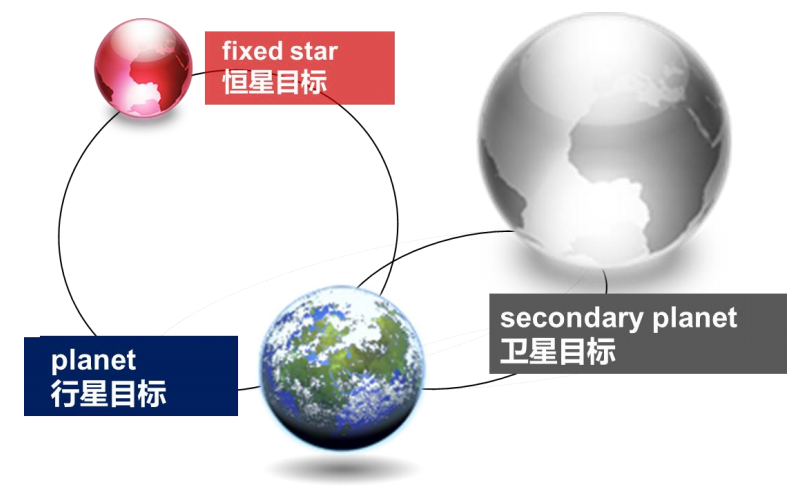 fixed star
恒星目标
secondary planet
卫星目标
planet
行星目标